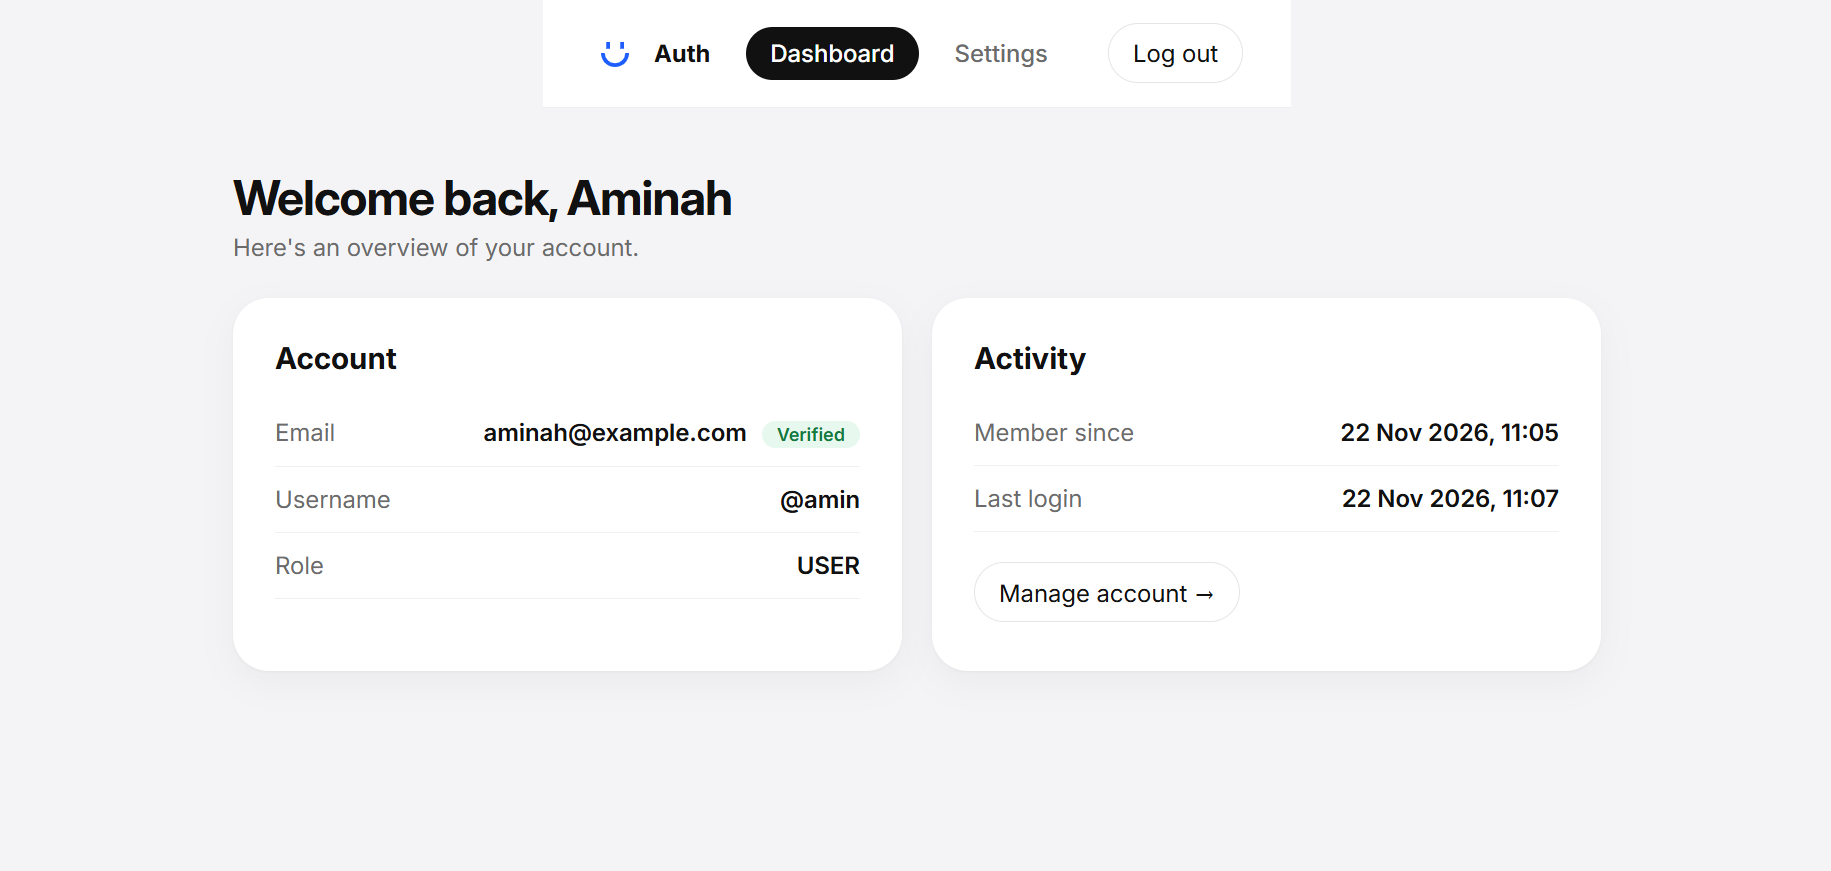 Auth Dashboard Settings Log out
Welcome back, Aminah
Here's an overview of your account.
Account
Email aminah@example.com Verified
Username @amin
Role USER
Activity
Member since 22 Nov 2026, 11:05
Last login 22 Nov 2026, 11:07
Manage account →